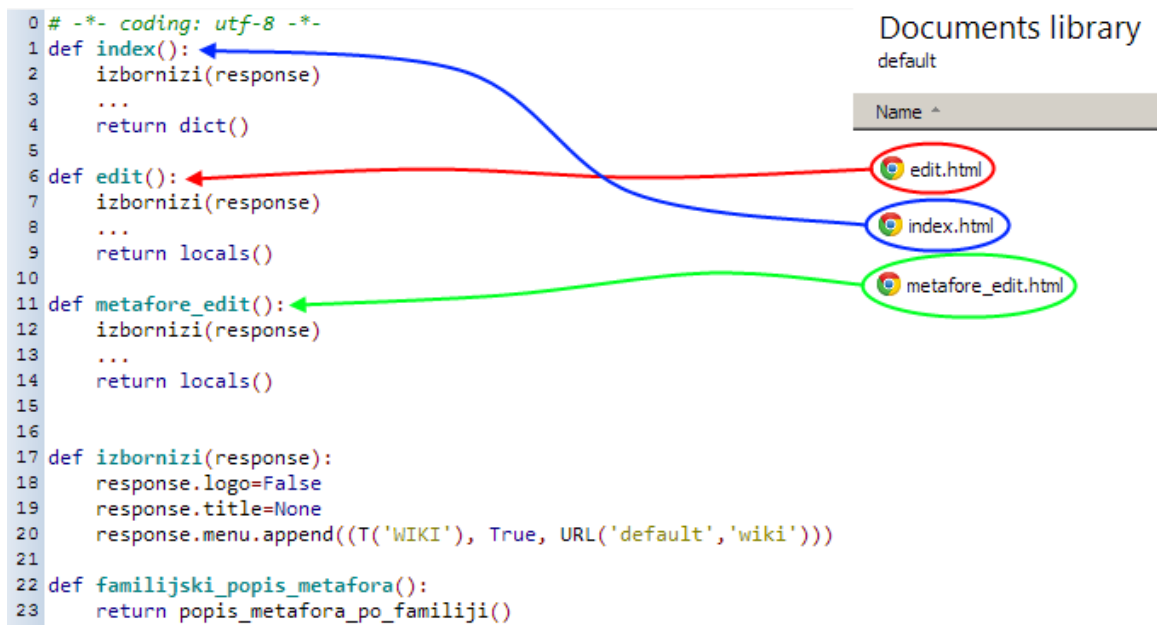 0 # -*- coding: utf-8 -*-
1 def index():
2     izbornizi(response)
3     ...
4     return dict()
5
6 def edit():
7     izbornizi(response)
8     ...
9     return locals()
10
11 def metafore_edit():
12     izbornizi(response)
13     ...
14     return locals()
15
16
17 def izbornizi(response):
18     response.logo=False
19     response.title=None
20     response.menu.append((T('WIKI'), True, URL('default','wiki')))
21
22 def familijski_popis_metafora():
23     return popis_metafora_po_familiji()
Documents library
default
Name
edit.html
index.html
metafore_edit.html